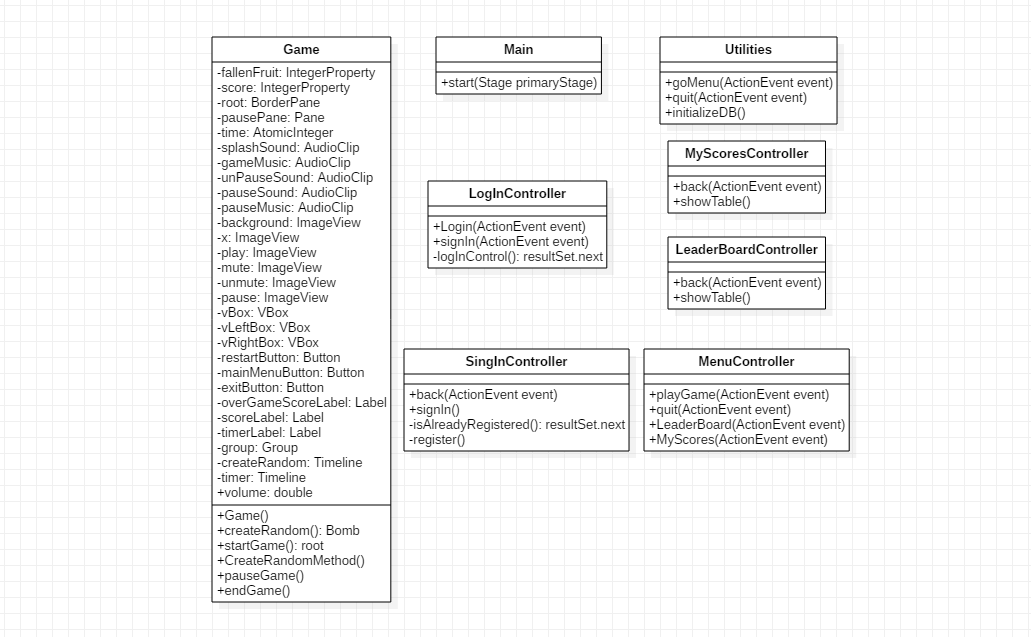 Game
-fallenFruit: IntegerProperty
-score: IntegerProperty
-root: BorderPane
-pausePane: Pane
-time: AtomicInteger
-splashSound: AudioClip
-gameMusic: AudioClip
-unPauseSound: AudioClip
-pauseSound: AudioClip
-pauseMusic: AudioClip
-background: ImageView
-x: ImageView
-play: ImageView
-mute: ImageView
-unmute: ImageView
-pause: ImageView
-vBox: VBox
-vLeftBox: VBox
-vRightBox: VBox
-restartButton: Button
-mainMenuButton: Button
-exitButton: Button
-overGameScoreLabel: Label
-scoreLabel: Label
-timerLabel: Label
-group: Group
-createRandom: Timeline
-timer: Timeline
+volume: double
+Game()
+createRandom(): Bomb
+startGame(): root
+CreateRandomMethod()
+pauseGame()
+endGame()
Main
+start(Stage primaryStage)
Utilities
+goMenu(ActionEvent event)
+quit(ActionEvent event)
+initializeDB()
MyScoresController
+back(ActionEvent event)
+showTable()
LogInController
+Login(ActionEvent event)
+signIn(ActionEvent event)
-logInControl(): resultSet.next
LeaderBoardController
+back(ActionEvent event)
+showTable()
SingInController
+back(ActionEvent event)
+signIn()
-isAlreadyRegistered(): resultSet.next
-register()
MenuController
+playGame(ActionEvent event)
+quit(ActionEvent event)
+LeaderBoard(ActionEvent event)
+MyScores(ActionEvent event)